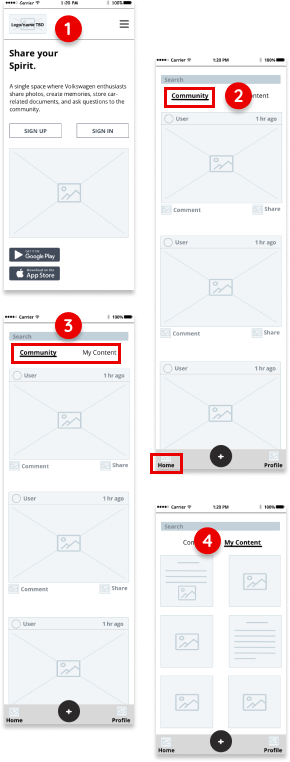 Carrier 1:20 PM 100%
Logo/name TBD
1
Share your
Spirit.
A single space where Volkswagen enthusiasts
share photos, create memories, store car-
related documents, and ask questions to the
community.
SIGN UP SIGN IN
GET IT ON
Google Play
Download on the
App Store
Carrier 1:20 PM 100%
Search
Community 2 ntent
User 1 hr ago
Comment Share
User 1 hr ago
Comment Share
User 1 hr ago
Home + Profile
Carrier 100%
3
Search
Community My Content
User 1 hr ago
Comment Share
User 1 hr ago
Comment Share
User 1 hr ago
Home + Profile
Carrier 1:20 PM 100%
Search
Co 4 My Content
Home + Profile